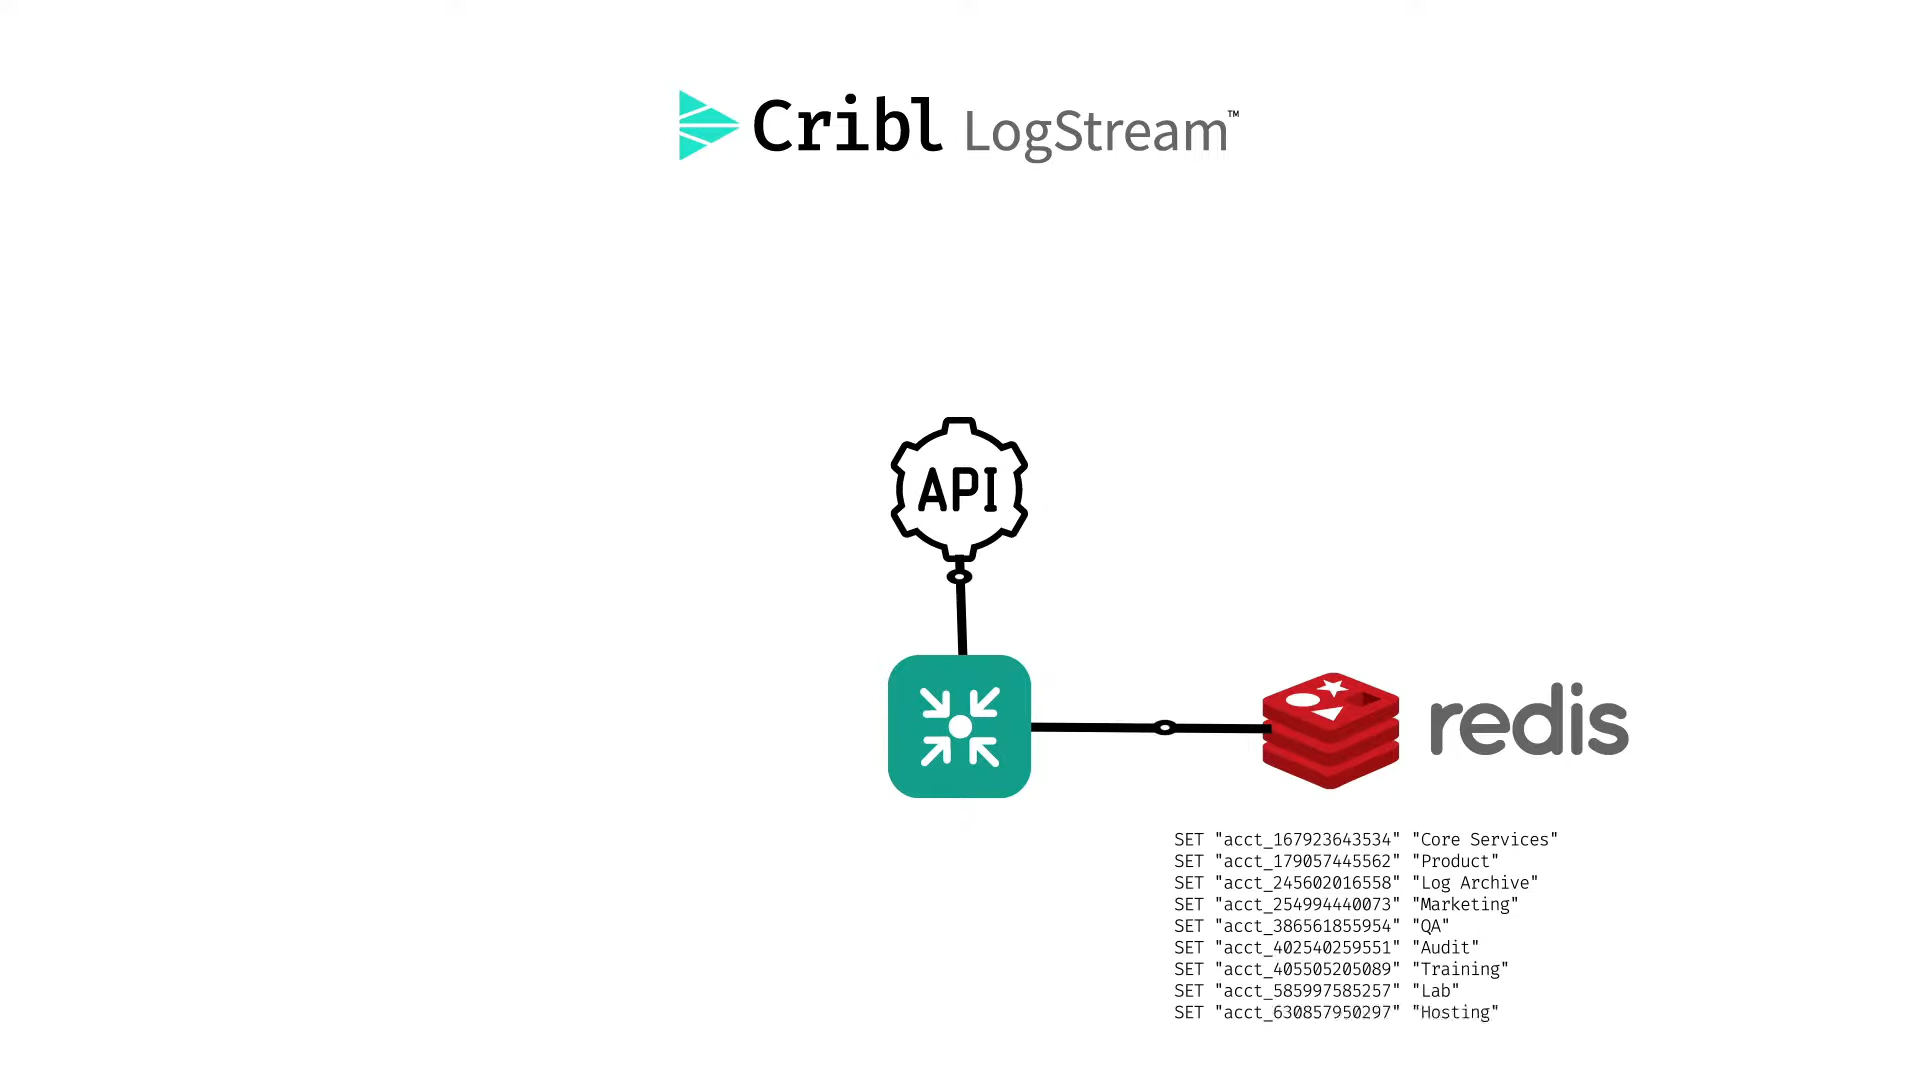 Cribl LogStream™
API
redis
SET "acct_167923643534" "Core Services"
SET "acct_179057445562" "Product"
SET "acct_245602016558" "Log Archive"
SET "acct_254994440073" "Marketing"
SET "acct_386561855954" "QA"
SET "acct_402540259551" "Audit"
SET "acct_405505205089" "Training"
SET "acct_585997585257" "Lab"
SET "acct_630857950297" "Hosting"